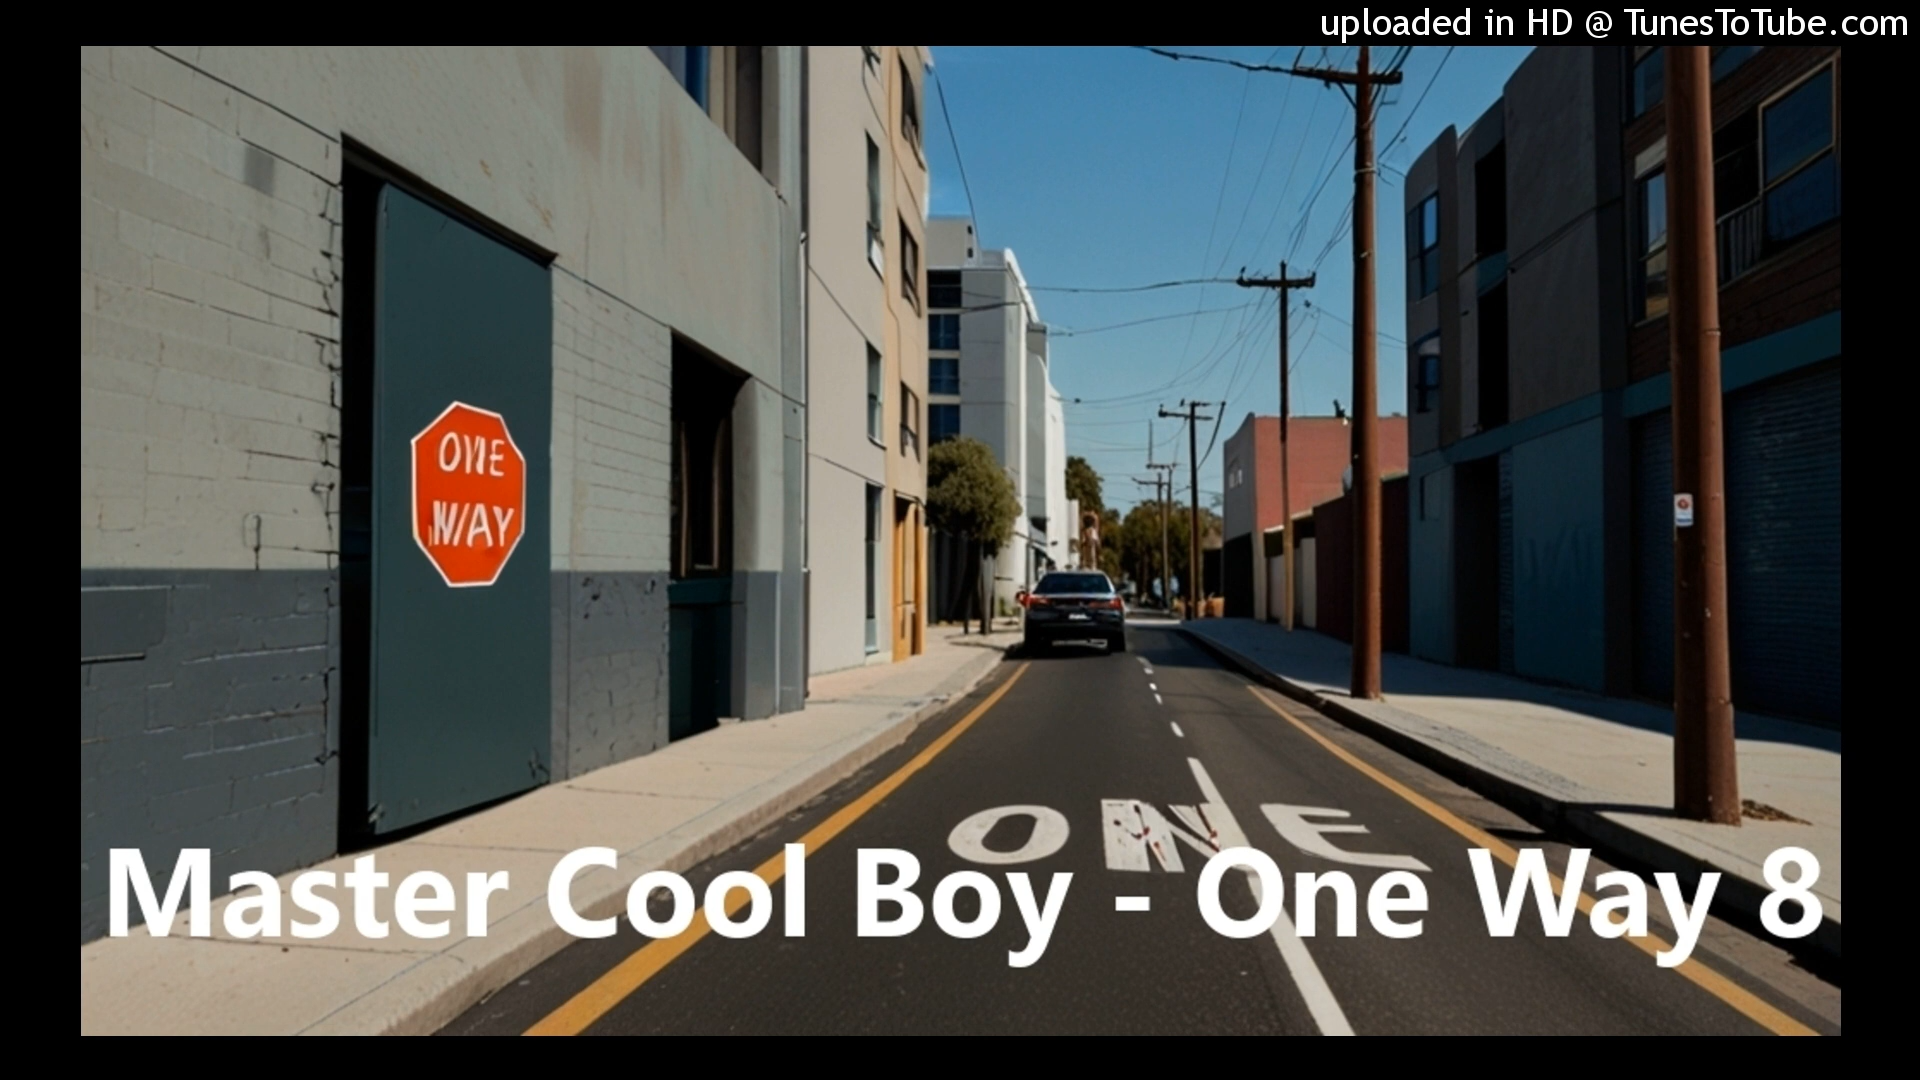 uploaded in HD @ TunesToTube.com
ONE
WAY
ONE
Master Cool Boy - One Way 8